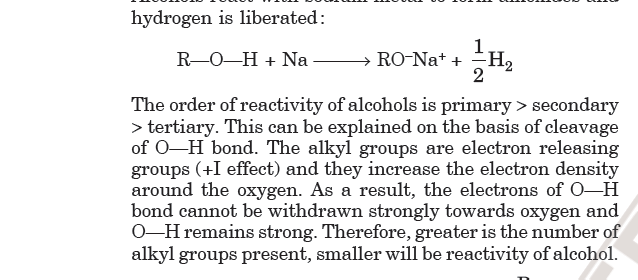 hydrogen is liberated:
R—O—H + Na ⟶ RO⁻Na⁺ + 1/2 H₂
The order of reactivity of alcohols is primary > secondary
> tertiary. This can be explained on the basis of cleavage
of O—H bond. The alkyl groups are electron releasing
groups (+I effect) and they increase the electron density
around the oxygen. As a result, the electrons of O—H
bond cannot be withdrawn strongly towards oxygen and
O—H remains strong. Therefore, greater is the number of
alkyl groups present, smaller will be reactivity of alcohol.